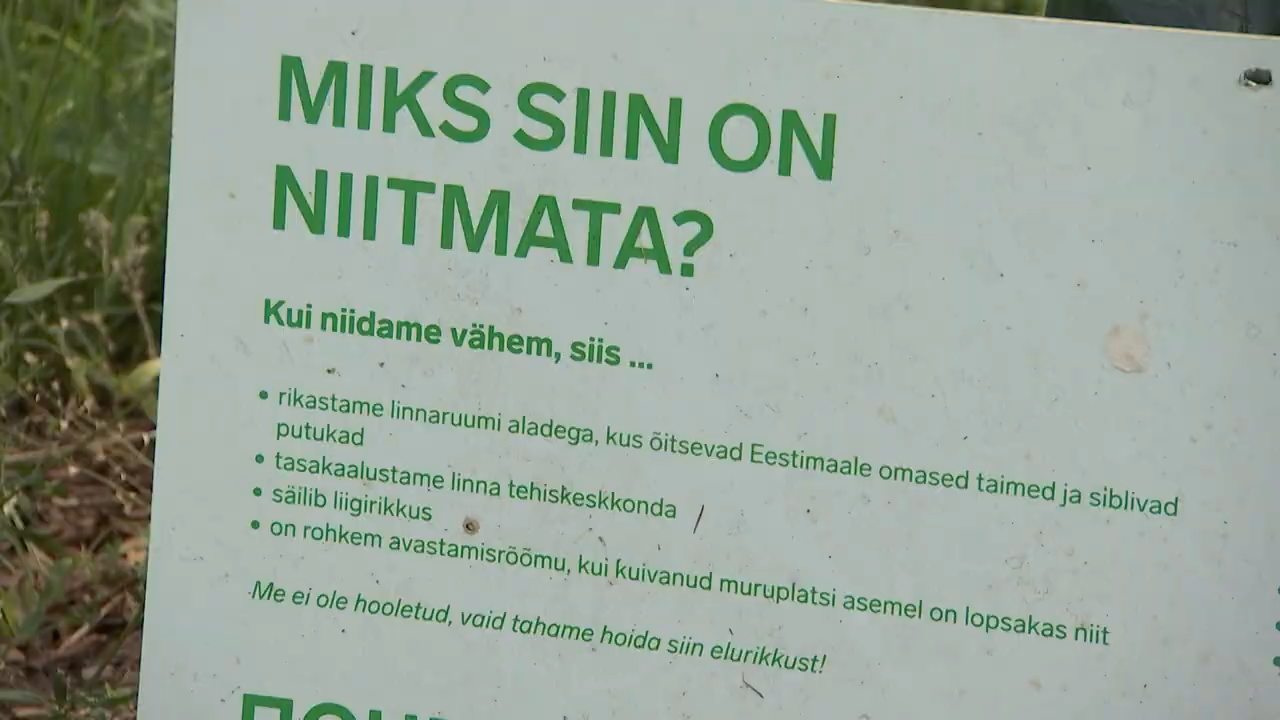 MIKS SIIN ON
NIITMATA?
Kui niidame vähem, siis ...
• rikastame linnaruumi aladega, kus õitsevad Eestimaale omased taimed ja siblivad
putukad
• tasakaalustame linna tehiskeskkonda
• säilib liigirikkus
• on rohkem avastamisrõõmu, kui kuivanud muruplatsi asemel on lopsakas niit
Me ei ole hooletud, vaid tahame hoida siin elurikkust!